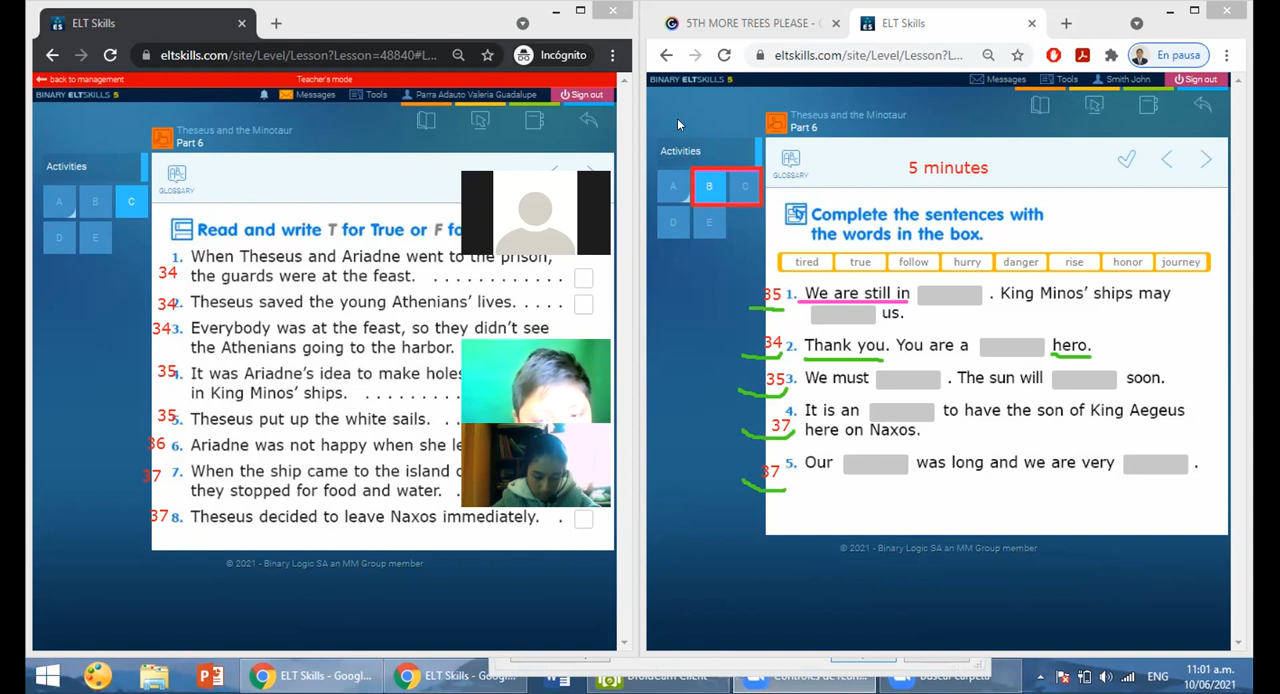 ELT Skills
5TH MORE TREES PLEASE -
ELT Skills
eltskills.com/site/Level/Lesson?Lesson=48840#L...
Incógnito
eltskills.com/site/Level/Lesson?L...
En pausa
back to management
Teacher's mode
BINARY ELTSKILLS 5
Messages
Tools
Parra Adauto Valeria Guadalupe
Sign out
BINARY ELTSKILLS 5
Messages
Tools
Smith John
Sign out
Theseus and the Minotaur
Part 6
Activities
A B C
D E
GLOSSARY
Read and write T for True or F fo
34 1. When Theseus and Ariadne went to the prison,
the guards were at the feast. . . . . . . . . . . .
34 2. Theseus saved the young Athenians' lives. . . . .
34 3. Everybody was at the feast, so they didn't see
the Athenians going to the harbor.
35 4. It was Ariadne's idea to make holes
in King Minos' ships. . . . . . . . . .
35 5. Theseus put up the white sails. . .
36 6. Ariadne was not happy when she le
37 7. When the ship came to the island o
they stopped for food and water. .
37 8. Theseus decided to leave Naxos immediately. .
© 2021 - Binary Logic SA an MM Group member
Theseus and the Minotaur
Part 6
Activities
A B C
D E
GLOSSARY
5 minutes
Complete the sentences with
the words in the box.
tired true follow hurry danger rise honor journey
35 1. We are still in . King Minos' ships may
us.
34 2. Thank you. You are a hero.
35 3. We must . The sun will soon.
4. It is an to have the son of King Aegeus
37 here on Naxos.
37 5. Our was long and we are very .
© 2021 - Binary Logic SA an MM Group member
ELT Skills - Googl...
ELT Skills - Googl...
DroidCam Client
Controles de reun...
Buscar carpeta
ENG
11:01 a.m.
10/06/2021